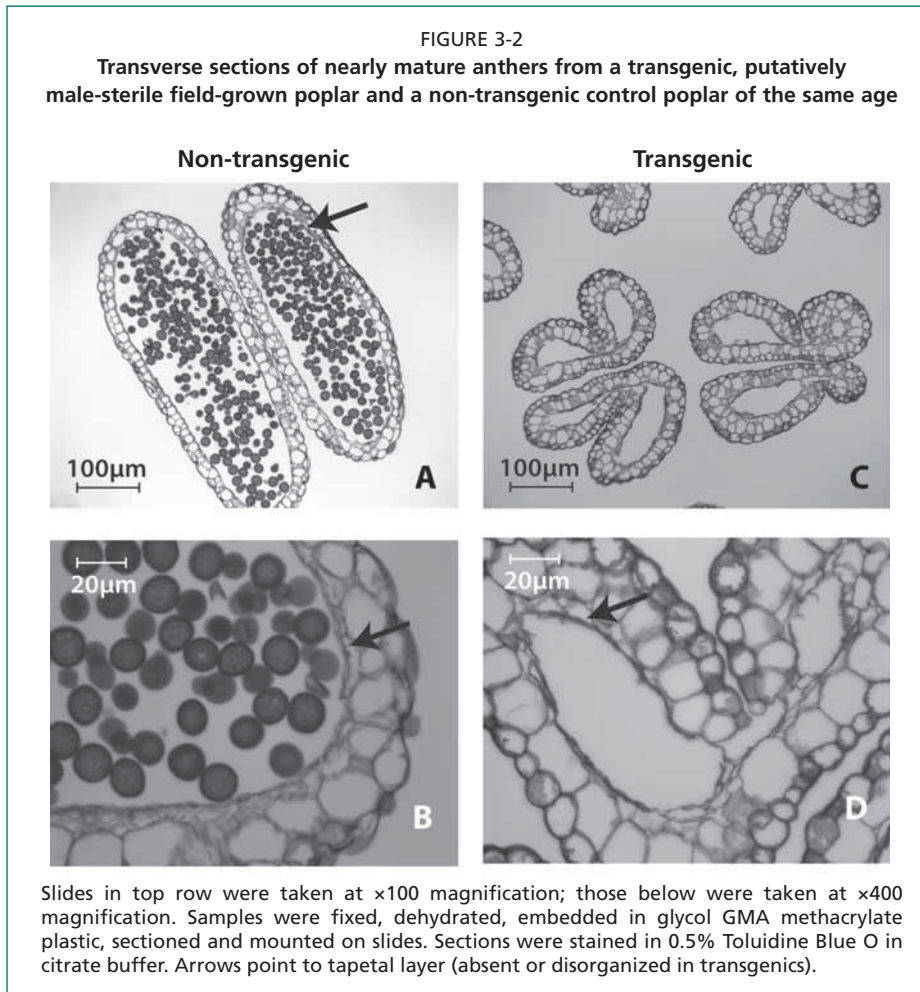 FIGURE 3-2
Transverse sections of nearly mature anthers from a transgenic, putatively
male-sterile field-grown poplar and a non-transgenic control poplar of the same age
Non-transgenic
Transgenic
100µm
A
100µm
C
20µm
B
20µm
D
Slides in top row were taken at ×100 magnification; those below were taken at ×400
magnification. Samples were fixed, dehydrated, embedded in glycol GMA methacrylate
plastic, sectioned and mounted on slides. Sections were stained in 0.5% Toluidine Blue O in
citrate buffer. Arrows point to tapetal layer (absent or disorganized in transgenics).